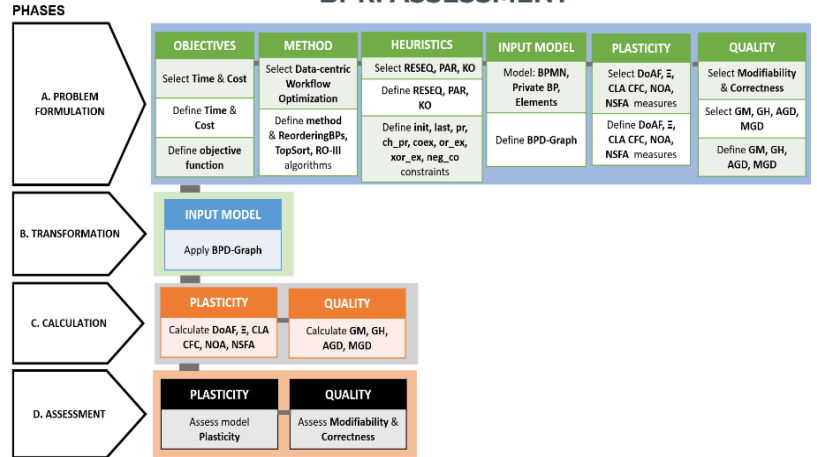 BPR: ASSESSMENT
PHASES
A. PROBLEM
FORMULATION
OBJECTIVES
Select Time & Cost
Define Time &
Cost
Define objective
function
METHOD
Select Data-centric
Workflow
Optimization
Define method
& ReorderingBPs,
TopSort, RO-III
algorithms
HEURISTICS
Select RESEQ, PAR, KO
Define RESEQ, PAR,
KO
Define init, last, pr,
ch_pr, coex, or_ex,
xor_ex, neg_co
constraints
INPUT MODEL
Model: BPMN,
Private BP,
Elements
Define BPD-Graph
PLASTICITY
Select DoAF, Ξ,
CLA CFC, NOA,
NSFA measures
Define DoAF, Ξ,
CLA CFC, NOA,
NSFA measures
QUALITY
Select Modifiability
& Correctness
Select GM, GH, AGD,
MGD
Define GM, GH,
AGD, MGD
B. TRANSFORMATION
INPUT MODEL
Apply BPD-Graph
C. CALCULATION
PLASTICITY
Calculate DoAF, Ξ, CLA
CFC, NOA, NSFA
QUALITY
Calculate GM, GH,
AGD, MGD
D. ASSESSMENT
PLASTICITY
Assess model
Plasticity
QUALITY
Assess Modifiability &
Correctness